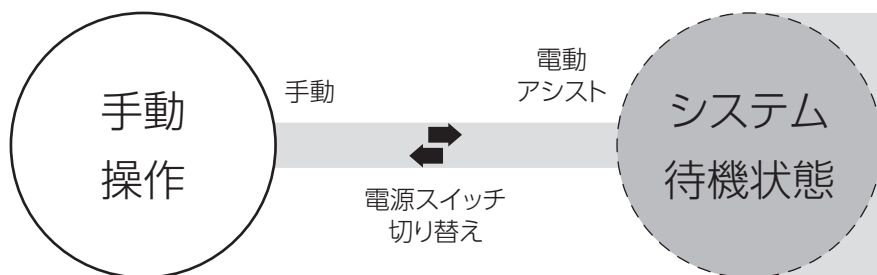 手動
操作
手動
電動
アシスト
電源スイッチ
切り替え
システム
待機状態